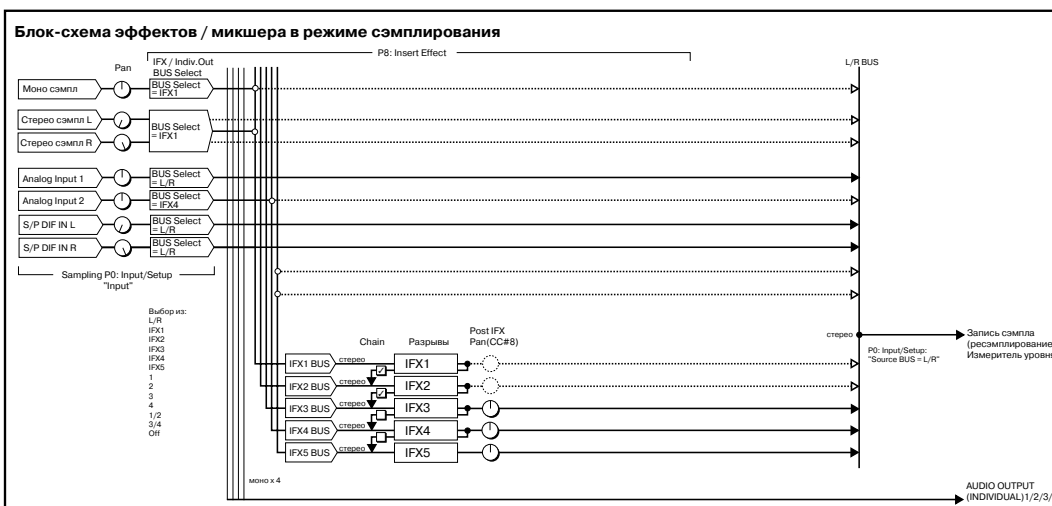 Блок-схема эффектов / микшера в режиме сэмплирования
P8: Insert Effect
Pan
IFX / Indiv.Out
BUS Select
L/R BUS
Моно сэмпл
BUS Select
= IFX1
Стерео сэмпл L
Стерео сэмпл R
BUS Select
= IFX1
Analog Input 1
BUS Select
= L/R
Analog Input 2
BUS Select
= IFX4
S/P DIF IN L
BUS Select
= L/R
S/P DIF IN R
BUS Select
= L/R
Sampling P0: Input/Setup
"Input"
Выбор из:
L/R
IFX1
IFX2
IFX3
IFX4
IFX5
1
2
3
4
1/2
3/4
Off
Chain
Разрывы
Post IFX
Pan(CC#8)
IFX1 BUS
стерео
IFX1
IFX2 BUS
стерео
IFX2
IFX3 BUS
стерео
IFX3
IFX4 BUS
стерео
IFX4
IFX5 BUS
стерео
IFX5
стерео
P0: Input/Setup:
"Source BUS = L/R"
Запись сэмпла
(ресэмплирование
Измеритель уровня
моно x 4
AUDIO OUTPUT
(INDIVIDUAL)1/2/3/